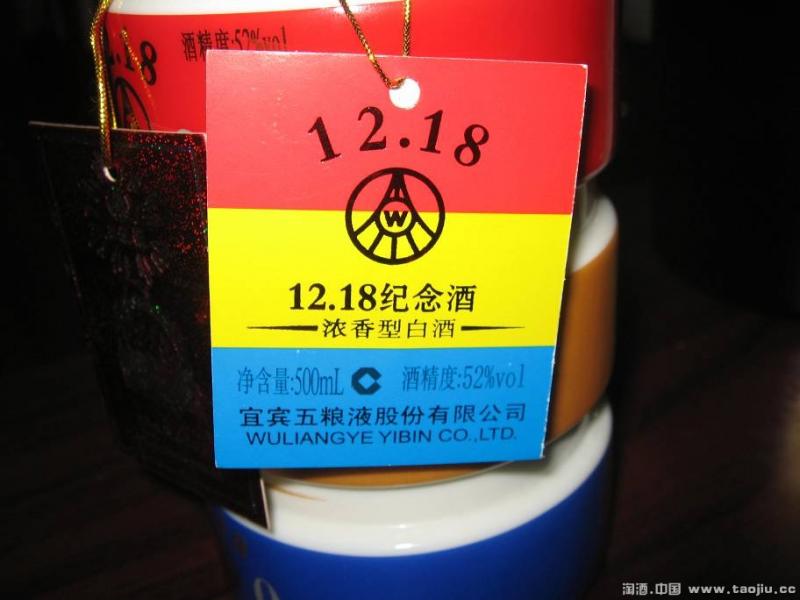 .18
酒精度:52%vol
12.18
W
12.18纪念酒
浓香型白酒
净含量:500mL 酒精度:52%vol
宜宾五粮液股份有限公司
WULIANGYE YIBIN CO.,LTD.
淘酒.中国 www.taojiu.cc